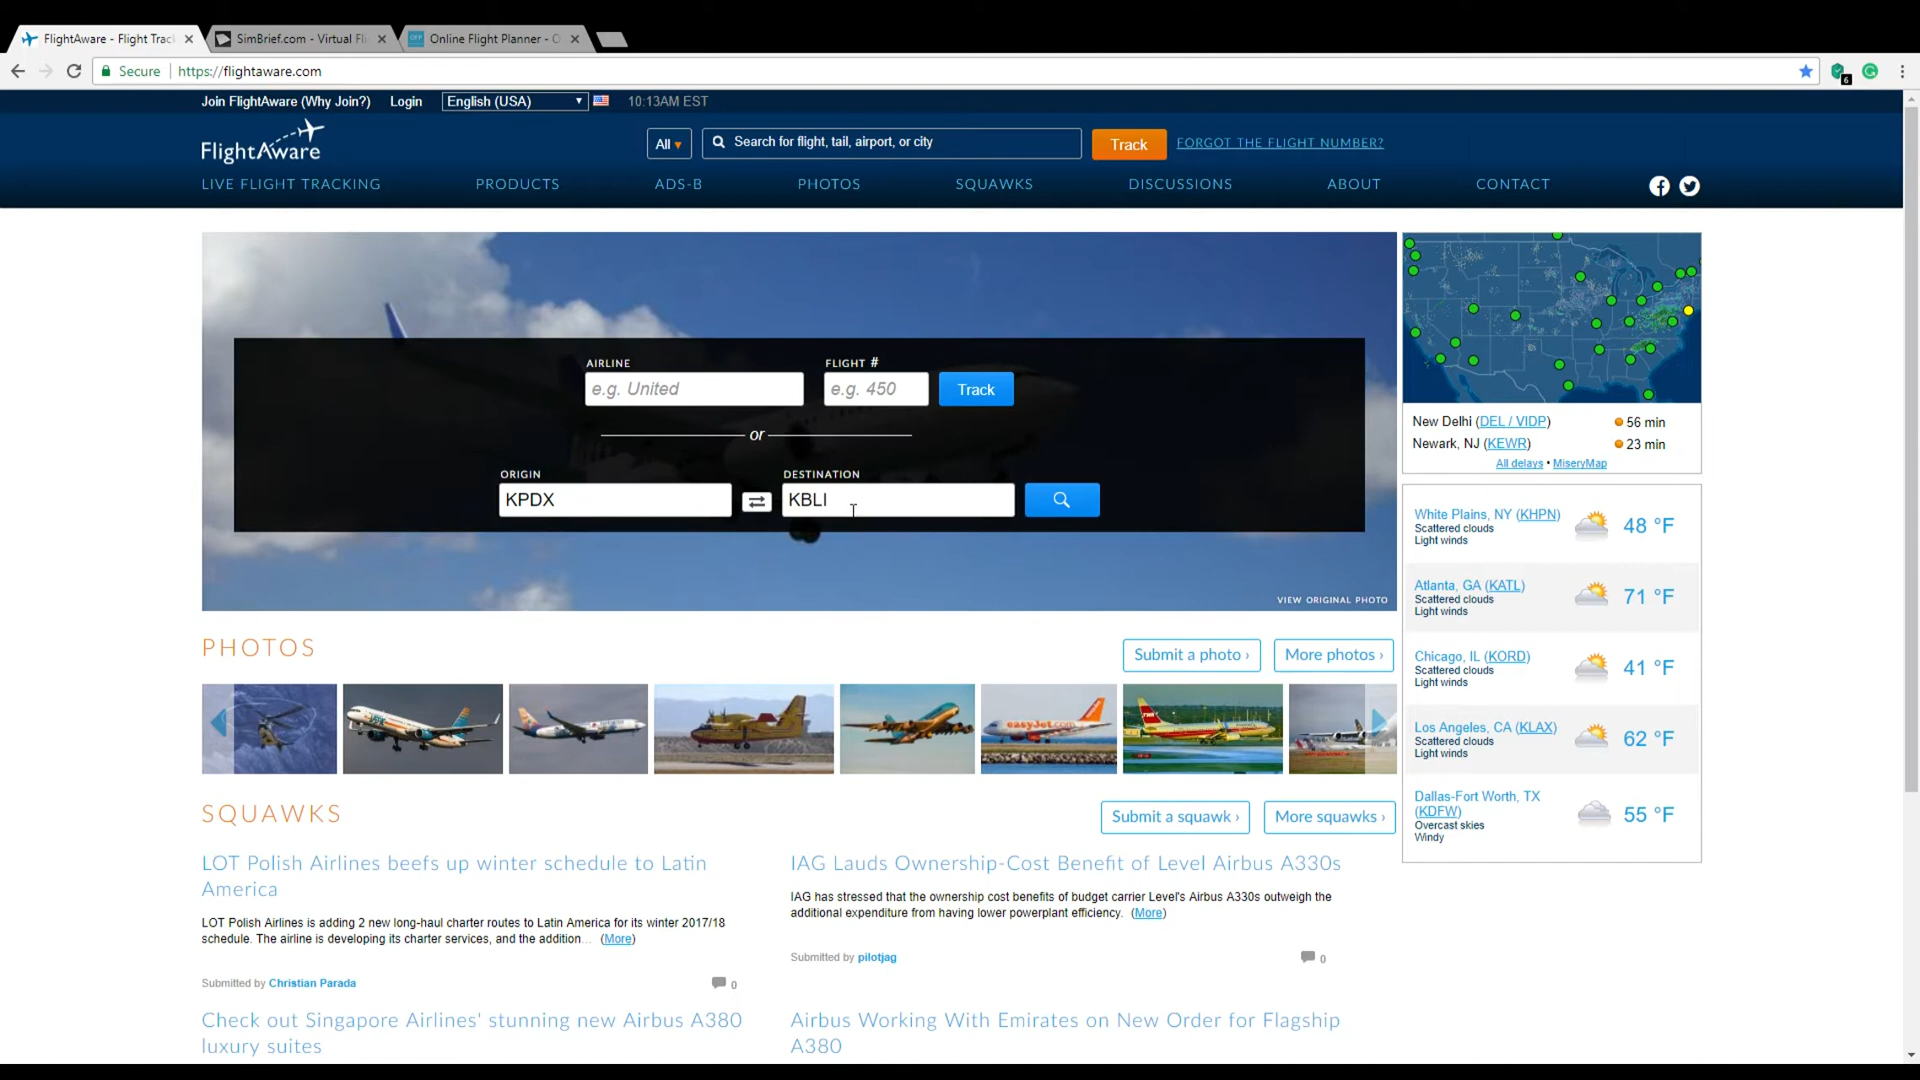 FlightAware - Flight Trac
SimBrief.com - Virtual Fli
Online Flight Planner - O
Secure
https://flightaware.com
6
Join FlightAware (Why Join?)
Login
English (USA)
10:13AM EST
FlightAware
All
Search for flight, tail, airport, or city
Track
FORGOT THE FLIGHT NUMBER?
LIVE FLIGHT TRACKING
PRODUCTS
ADS-B
PHOTOS
SQUAWKS
DISCUSSIONS
ABOUT
CONTACT
AIRLINE
FLIGHT #
e.g. United
e.g. 450
Track
or
ORIGIN
DESTINATION
KPDX
KBLI
VIEW ORIGINAL PHOTO
New Delhi (DEL / VIDP)
56 min
Newark, NJ (KEWR)
23 min
All delays • MiseryMap
White Plains, NY (KHPN)
Scattered clouds
Light winds
48 °F
Atlanta, GA (KATL)
Scattered clouds
Light winds
71 °F
Chicago, IL (KORD)
Scattered clouds
Light winds
41 °F
Los Angeles, CA (KLAX)
Scattered clouds
Light winds
62 °F
Dallas-Fort Worth, TX
(KDFW)
Overcast skies
Windy
55 °F
PHOTOS
Submit a photo ›
More photos ›
easyJet.com
SQUAWKS
Submit a squawk ›
More squawks ›
LOT Polish Airlines beefs up winter schedule to Latin
America
LOT Polish Airlines is adding 2 new long-haul charter routes to Latin America for its winter 2017/18
schedule. The airline is developing its charter services, and the addition... (More)
Submitted by Christian Parada
0
IAG Lauds Ownership-Cost Benefit of Level Airbus A330s
IAG has stressed that the ownership cost benefits of budget carrier Level's Airbus A330s outweigh the
additional expenditure from having lower powerplant efficiency. (More)
Submitted by pilotjag
0
Check out Singapore Airlines' stunning new Airbus A380
luxury suites
Airbus Working With Emirates on New Order for Flagship
A380